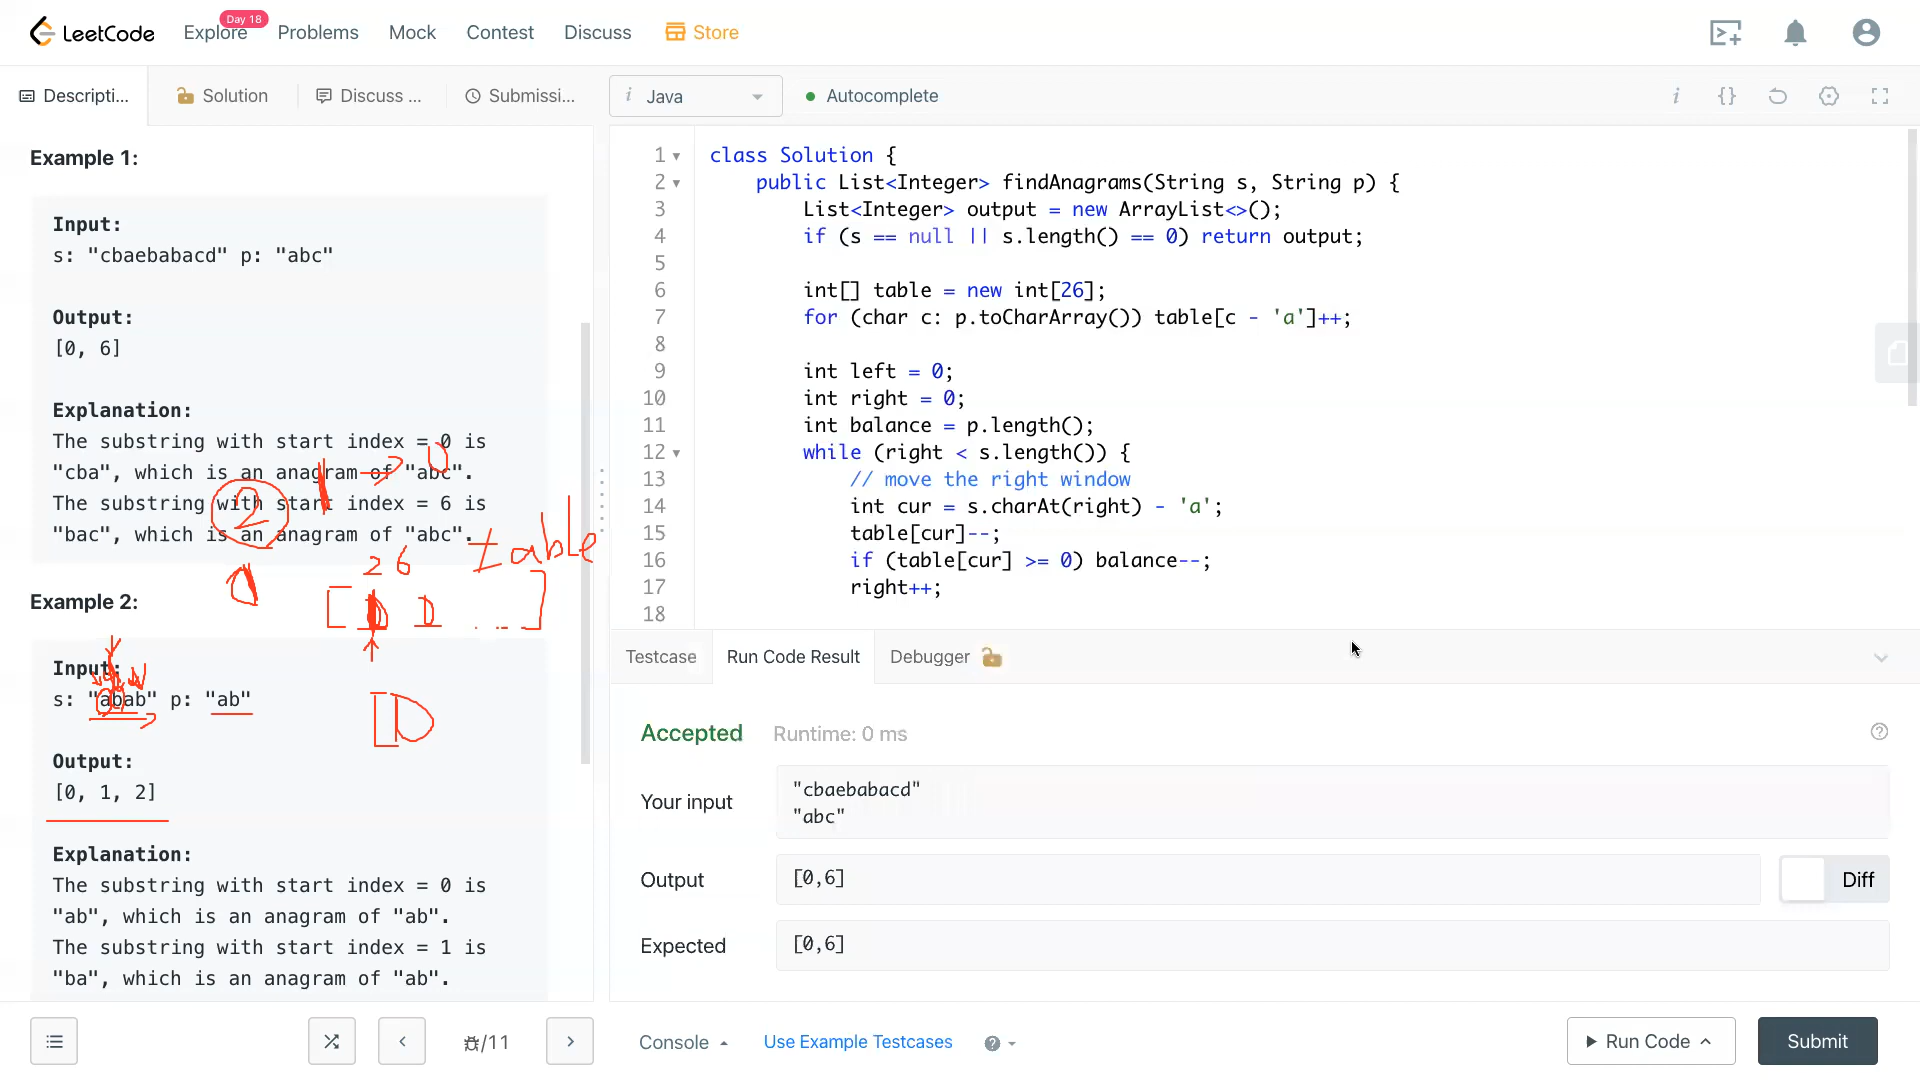 LeetCode
Explore
Day 18
Problems
Mock
Contest
Discuss
Store
Descripti...
Solution
Discuss ...
Submissi...
i Java
Autocomplete
i
{}
Example 1:
Input:
s: "cbaebabacd" p: "abc"
Output:
[0, 6]
Explanation:
The substring with start index = 0 is
"cba", which is an anagram of "abc".
The substring with start index = 6 is
"bac", which is an anagram of "abc".
2
0
26
table
Example 2:
Input:
s: "abab" p: "ab"
Output:
[0, 1, 2]
Explanation:
The substring with start index = 0 is
"ab", which is an anagram of "ab".
The substring with start index = 1 is
"ba", which is an anagram of "ab".
/11
1 class Solution {
2 public List<Integer> findAnagrams(String s, String p) {
3 List<Integer> output = new ArrayList<>();
4 if (s == null || s.length() == 0) return output;
5
6 int[] table = new int[26];
7 for (char c: p.toCharArray()) table[c - 'a']++;
8
9 int left = 0;
10 int right = 0;
11 int balance = p.length();
12 while (right < s.length()) {
13 // move the right window
14 int cur = s.charAt(right) - 'a';
15 table[cur]--;
16 if (table[cur] >= 0) balance--;
17 right++;
18
Testcase
Run Code Result
Debugger
Accepted
Runtime: 0 ms
Your input
"cbaebabacd"
"abc"
Output
[0,6]
Diff
Expected
[0,6]
Console
Use Example Testcases
Run Code
Submit